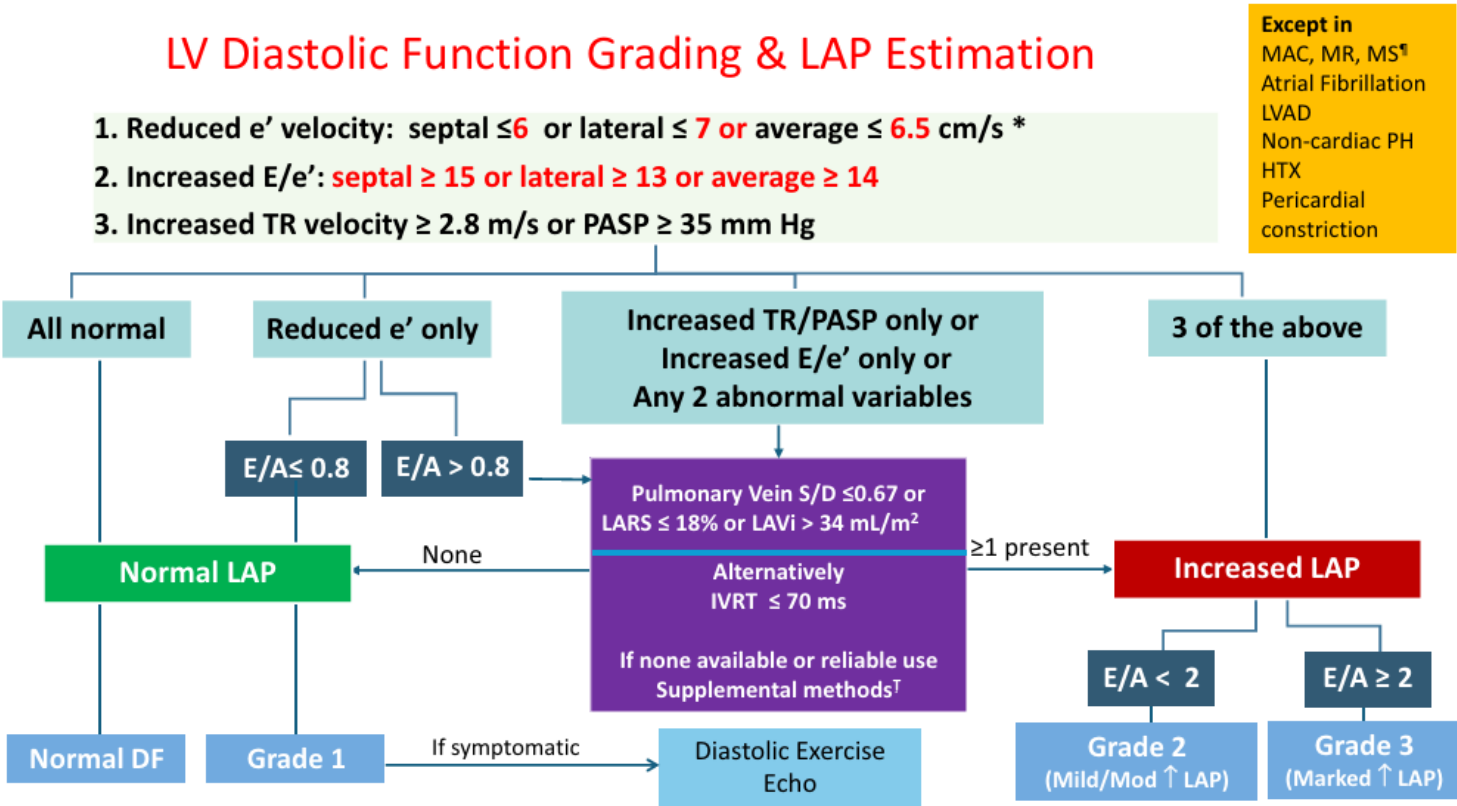 LV Diastolic Function Grading & LAP Estimation
Except in
MAC, MR, MS¶
Atrial Fibrillation
LVAD
Non-cardiac PH
HTX
Pericardial
constriction
1. Reduced e’ velocity: septal ≤6 or lateral ≤ 7 or average ≤ 6.5 cm/s *
2. Increased E/e’: septal ≥ 15 or lateral ≥ 13 or average ≥ 14
3. Increased TR velocity ≥ 2.8 m/s or PASP ≥ 35 mm Hg
All normal
Reduced e’ only
Increased TR/PASP only or
Increased E/e’ only or
Any 2 abnormal variables
3 of the above
E/A≤ 0.8
E/A > 0.8
Pulmonary Vein S/D ≤0.67 or
LARS ≤ 18% or LAVi > 34 mL/m²
Alternatively
IVRT ≤ 70 ms
If none available or reliable use
Supplemental methodsꚌ
None
≥1 present
Normal LAP
Increased LAP
E/A < 2
E/A ≥ 2
Normal DF
Grade 1
If symptomatic
Diastolic Exercise
Echo
Grade 2
(Mild/Mod ↑ LAP)
Grade 3
(Marked ↑ LAP)